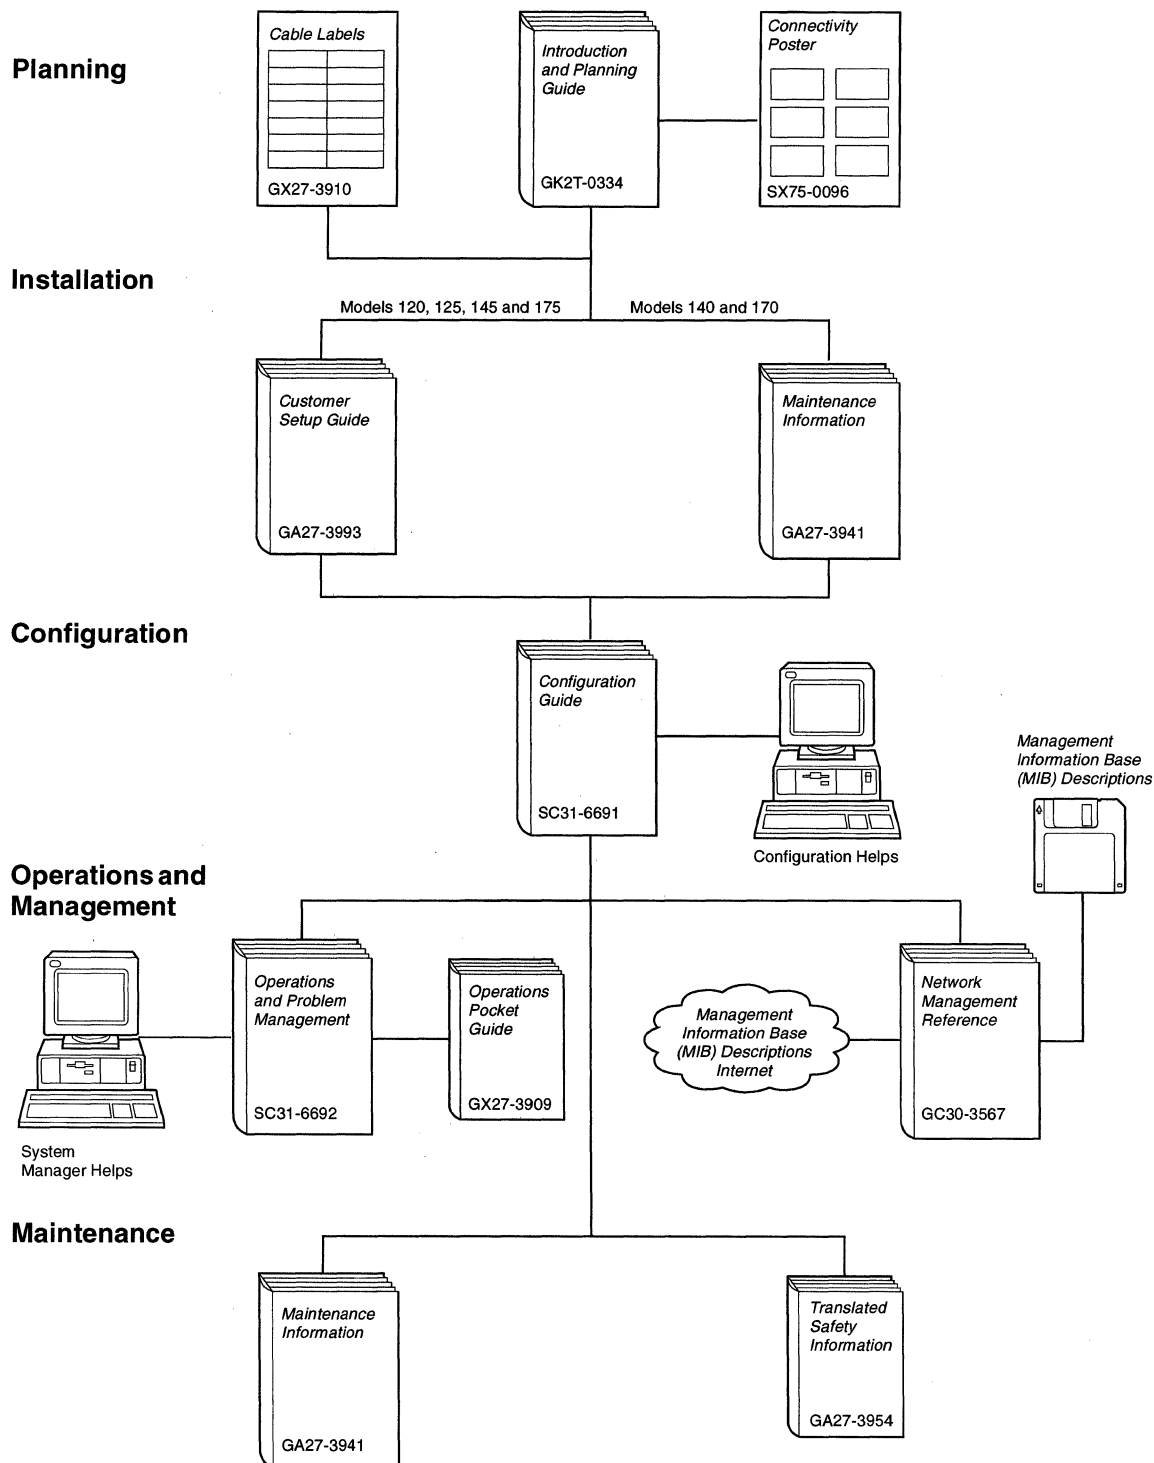 Planning
Cable Labels
GX27-3910
Introduction
and Planning
Guide
GK2T-0334
Connectivity
Poster
SX75-0096
Installation
Models 120, 125, 145 and 175
Models 140 and 170
Customer
Setup Guide
GA27-3993
Maintenance
Information
GA27-3941
Configuration
Configuration
Guide
SC31-6691
Configuration Helps
Management
Information Base
(MIB) Descriptions
Operations and
Management
System
Manager Helps
Operations
and Problem
Management
SC31-6692
Operations
Pocket
Guide
GX27-3909
Management
Information Base
(MIB) Descriptions
Internet
Network
Management
Reference
GC30-3567
Maintenance
Maintenance
Information
GA27-3941
Translated
Safety
Information
GA27-3954